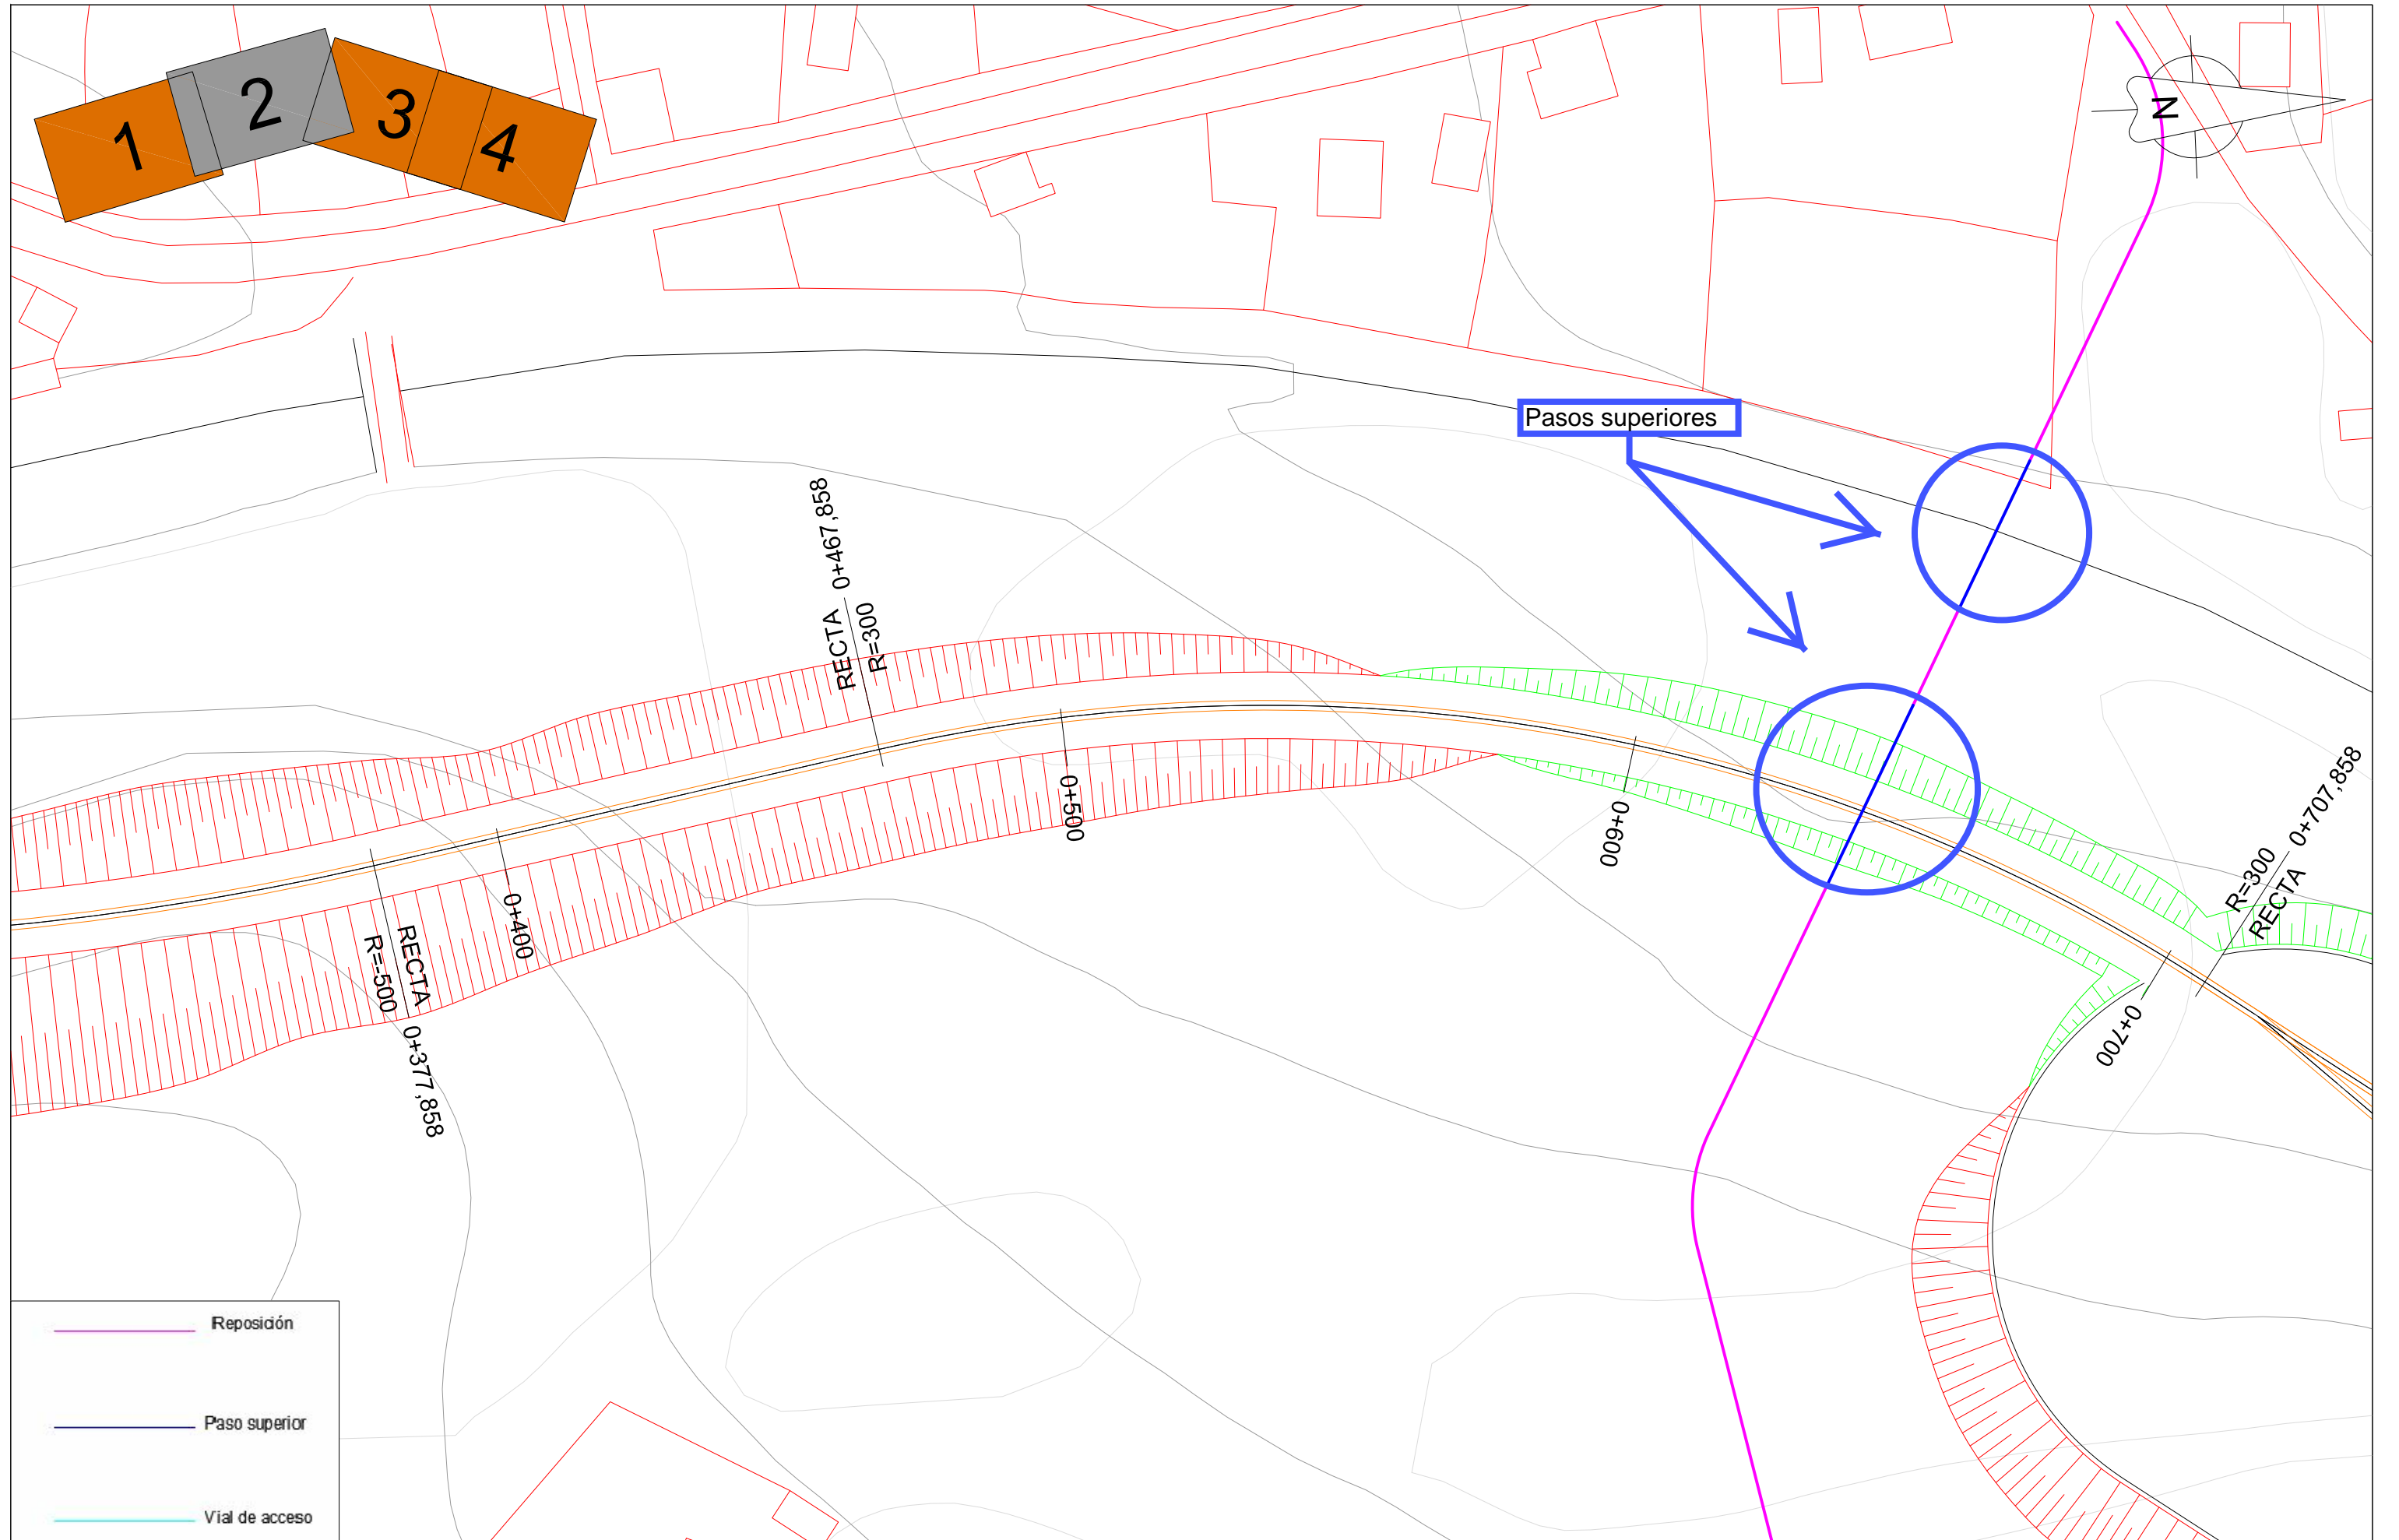 1
2
3
4
N
Pasos superiores
RECTA 0+467,858
R=300
0+500
0+600
R=300 0+707,858
RECTA
0+400
RECTA 0+377,858
R=-500
0+700
Reposición
Paso superior
Vial de acceso